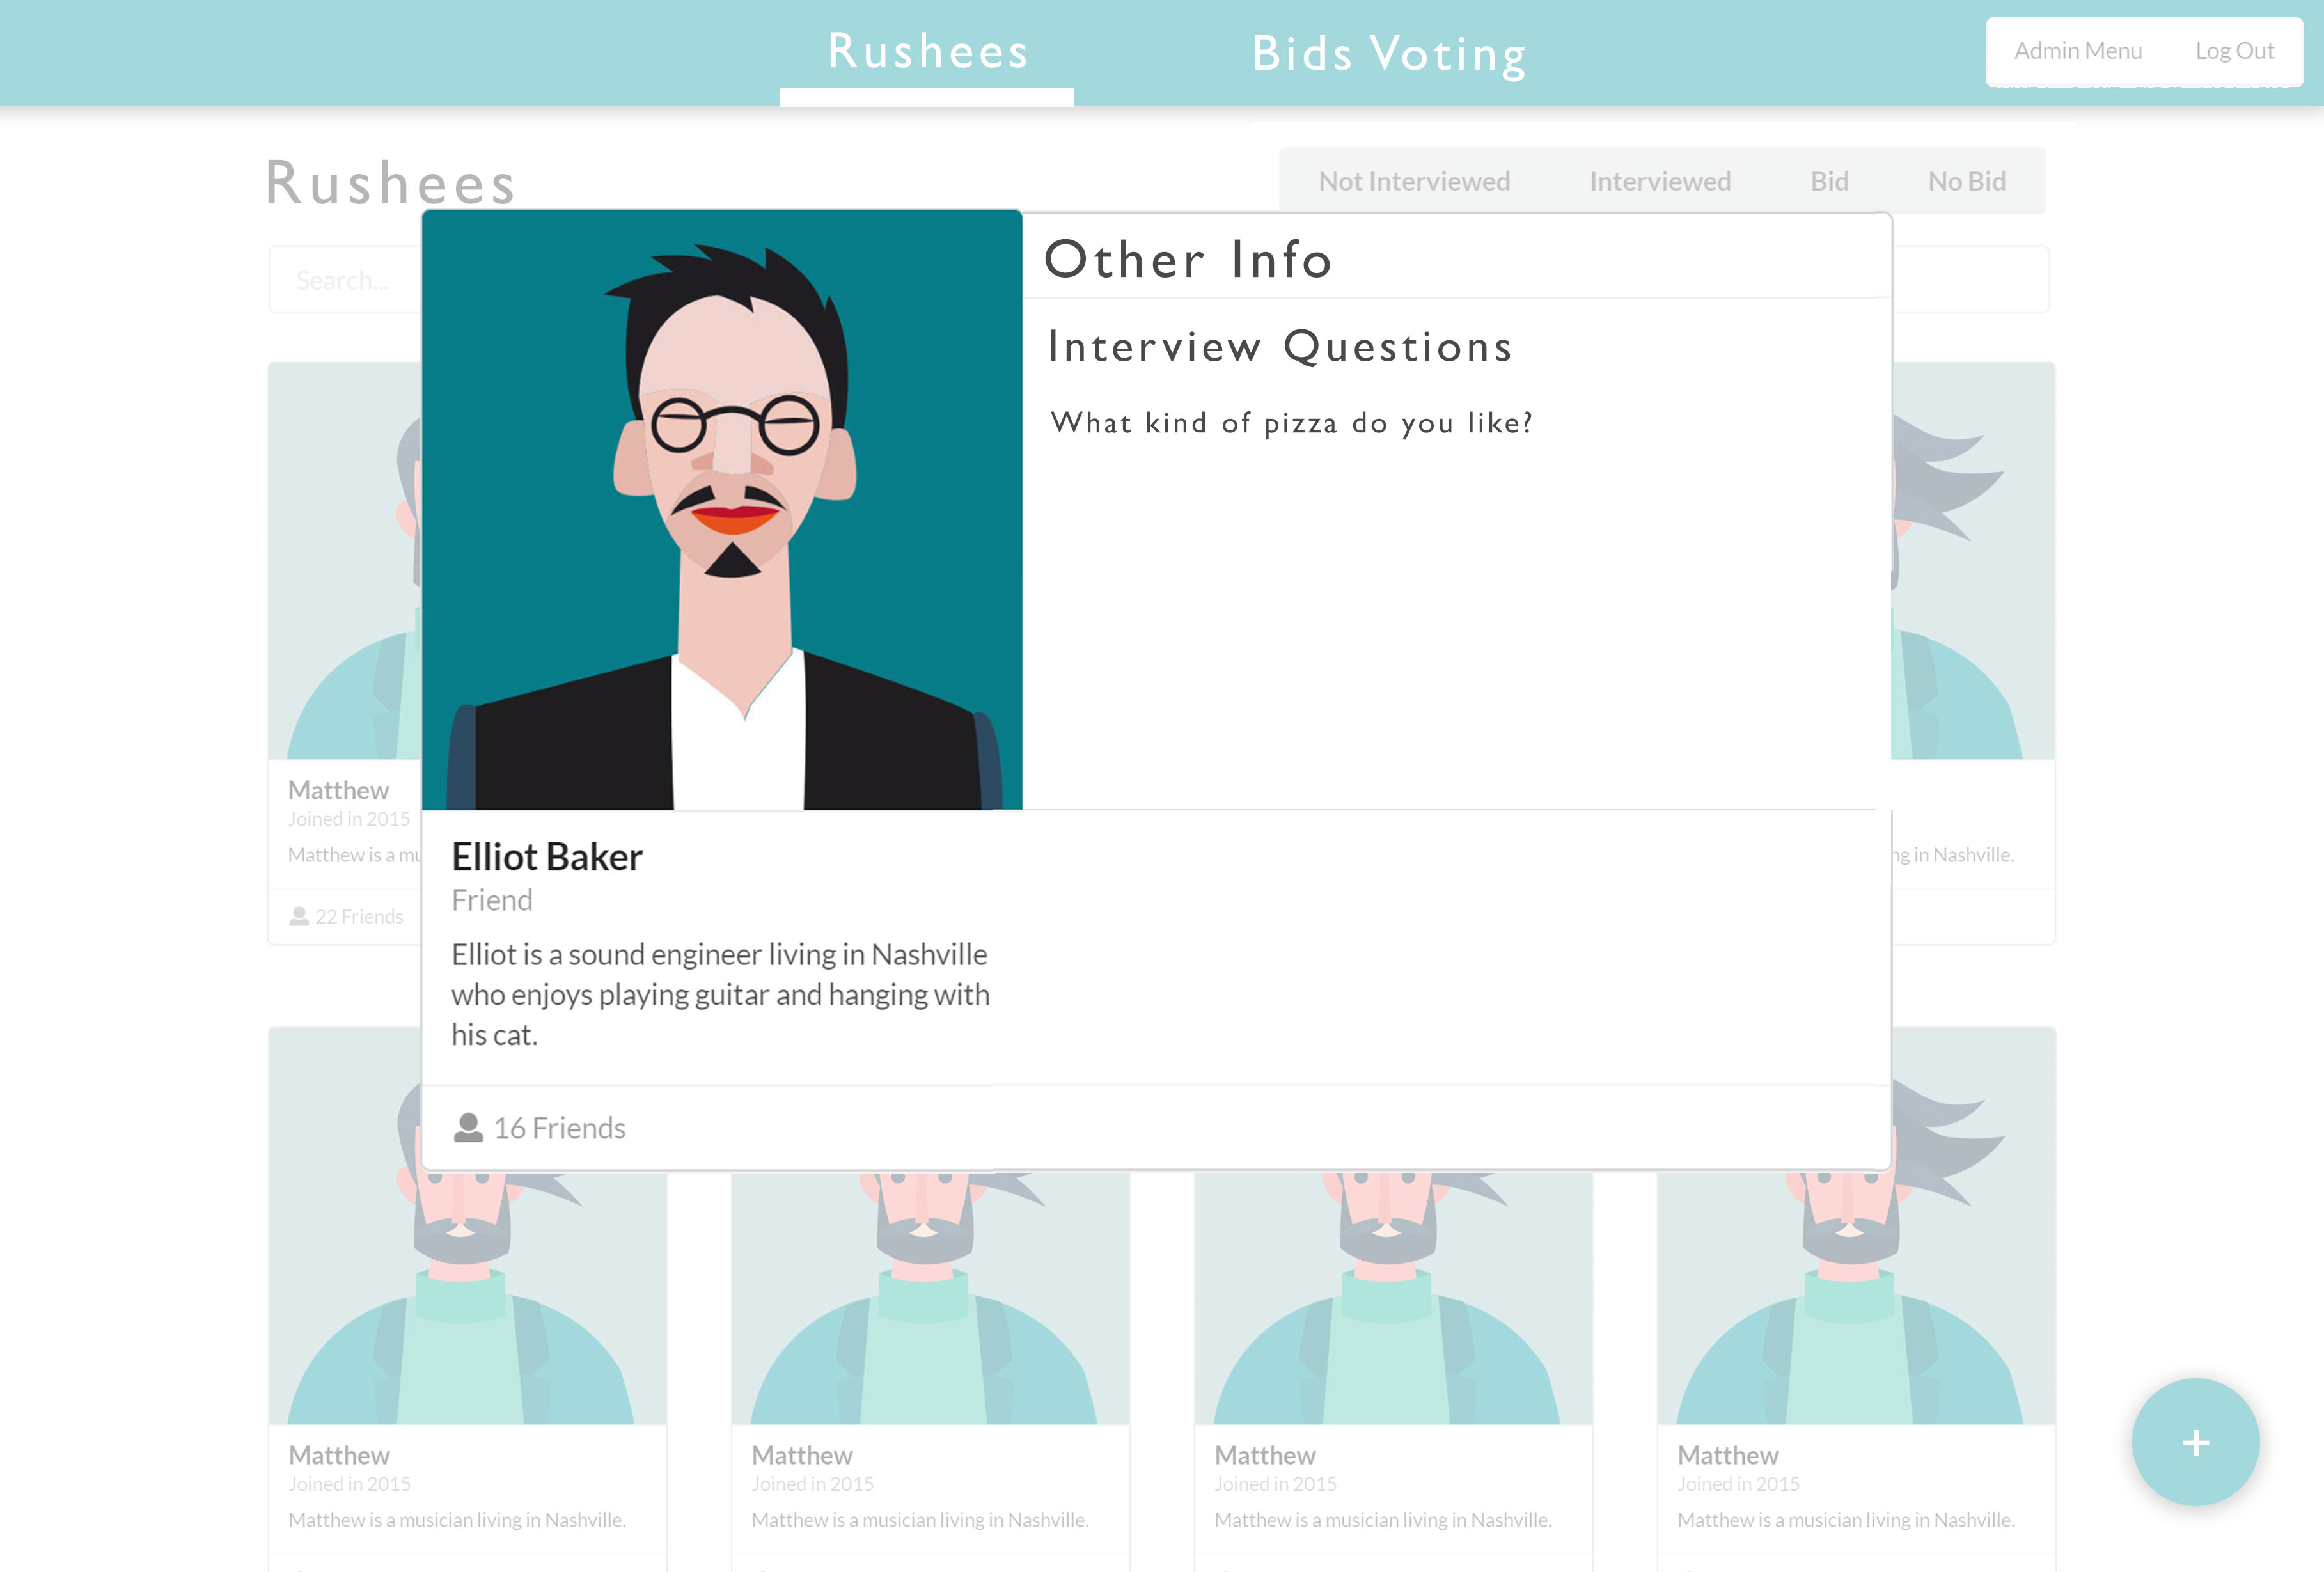 Rushees
Bids Voting
Admin Menu
Log Out
Rushees
Not Interviewed
Interviewed
Bid
No Bid
Search...
Other Info
Interview Questions
What kind of pizza do you like?
Matthew
Joined in 2015
Matthew is a mu
22 Friends
Elliot Baker
Friend
Elliot is a sound engineer living in Nashville
who enjoys playing guitar and hanging with
his cat.
16 Friends
ng in Nashville.
Matthew
Joined in 2015
Matthew is a musician living in Nashville.
Matthew
Joined in 2015
Matthew is a musician living in Nashville.
Matthew
Joined in 2015
Matthew is a musician living in Nashville.
Matthew
Joined in 2015
Matthew is a musician living in Nashville.
+